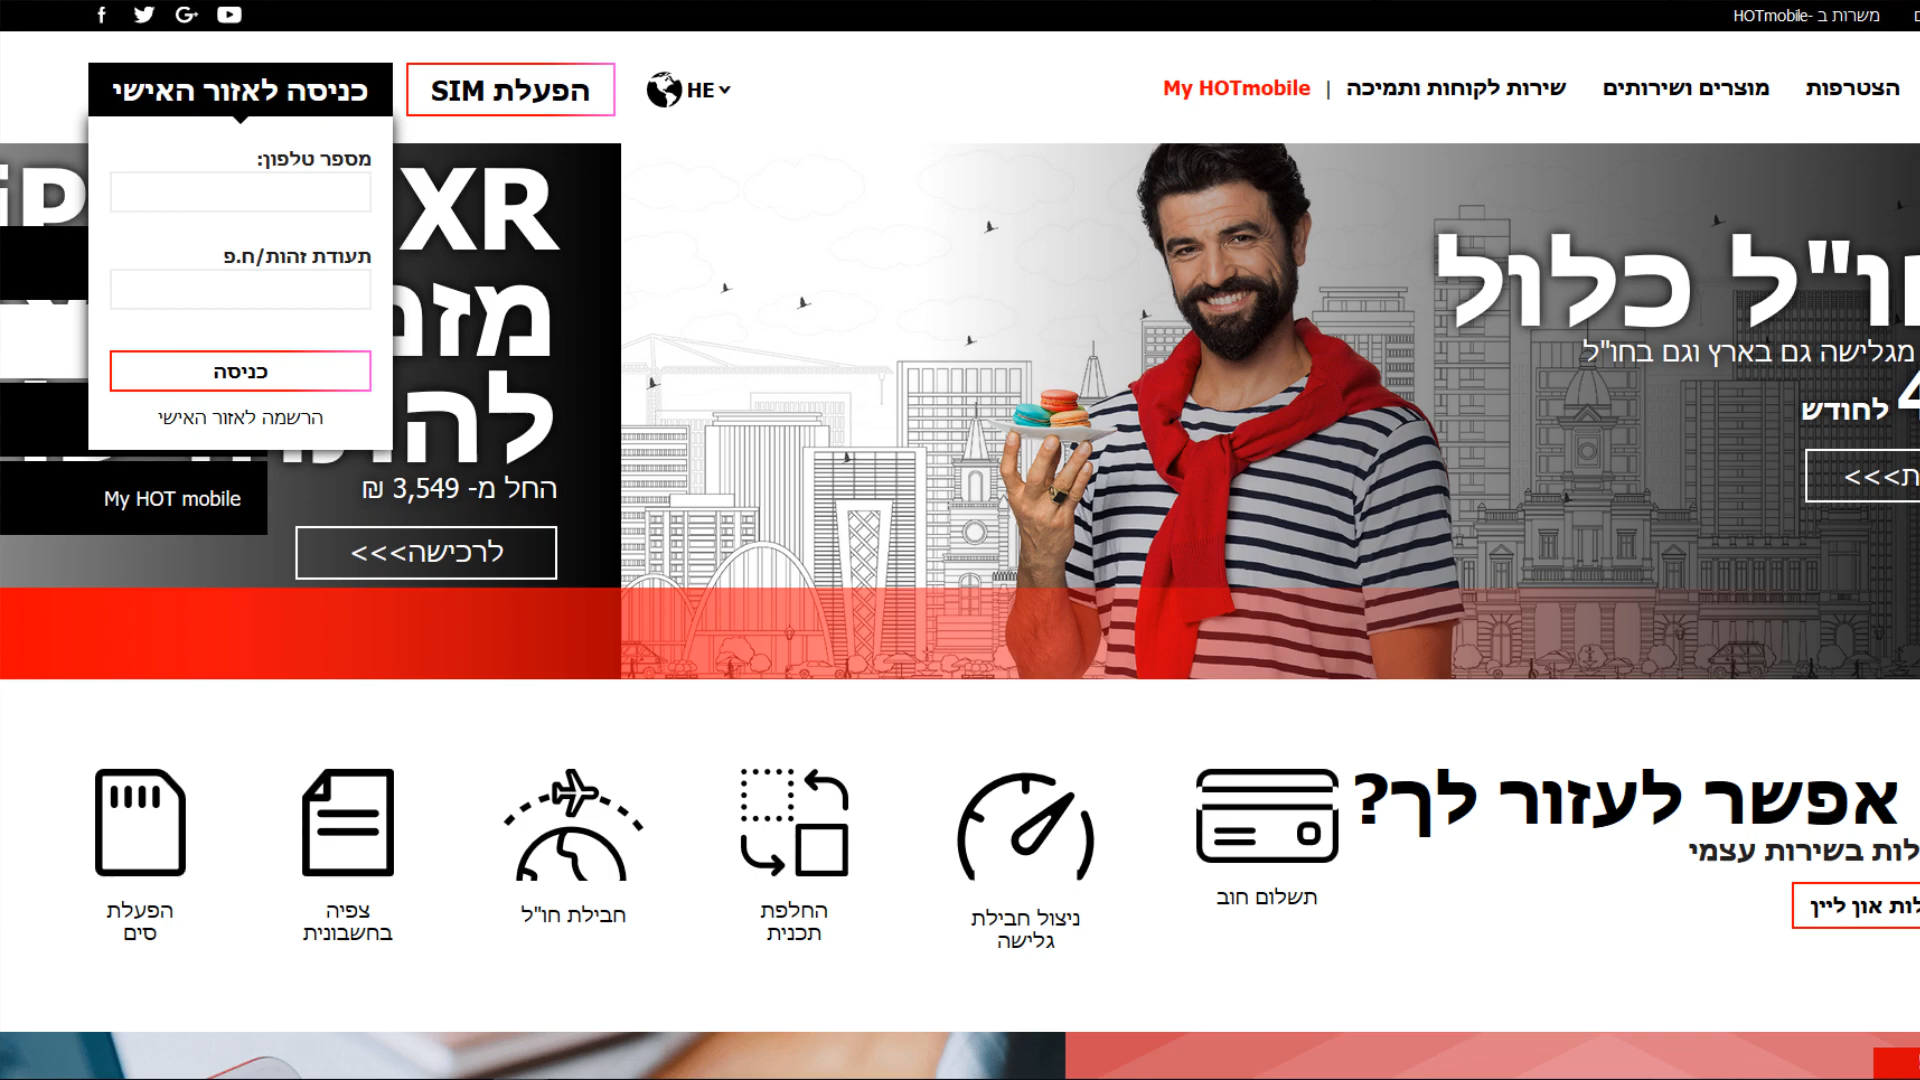 משרות ב -HOTmobile
הצטרפות
מוצרים ושירותים
שירות לקוחות ותמיכה
|
My HOTmobile
HE
הפעלת SIM
כניסה לאזור האישי
מספר טלפון:
תעודת זהות/ח.פ
כניסה
הרשמה לאזור האישי
My HOT mobile
XR
החל מ- 3,549 ₪
לרכישה>>>
חו"ל כלול
מגלישה גם בארץ וגם בחו"ל
לחודש
אפשר לעזור לך?
בשירות עצמי
און ליין
תשלום חוב
ניצול חבילת
גלישה
החלפת
תכנית
חבילת חו"ל
צפיה
בחשבונית
הפעלת
סים